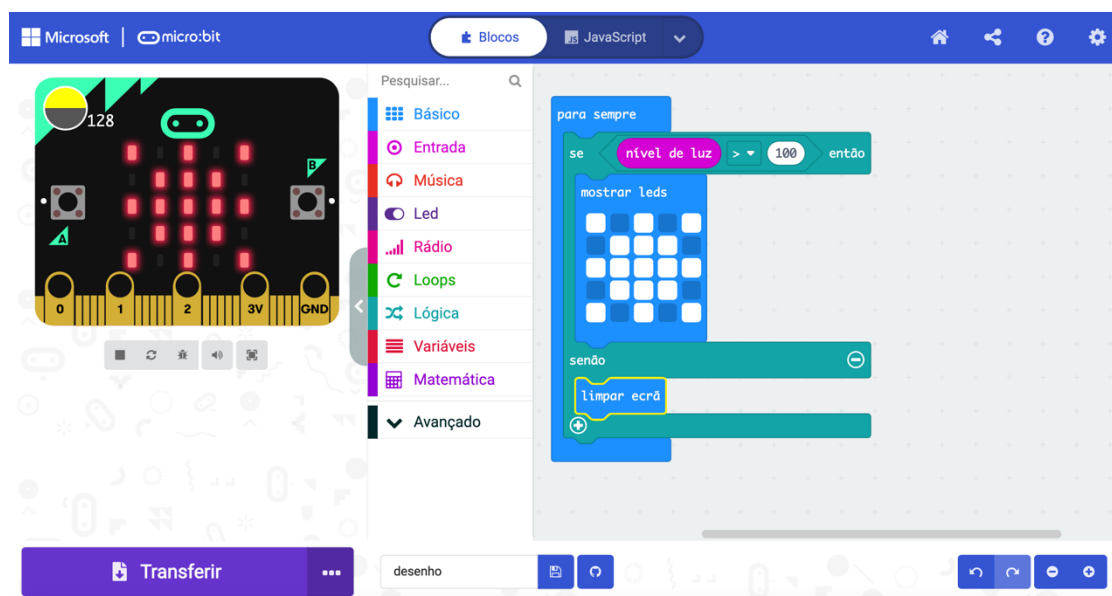 Microsoft | micro:bit
Blocos
JavaScript
128
B
A
0 1 2 3V GND
Pesquisar...
Básico
Entrada
Música
Led
Rádio
Loops
Lógica
Variáveis
Matemática
Avançado
para sempre
se nível de luz > 100 então
mostrar leds
senão
limpar ecrã
Transferir
desenho